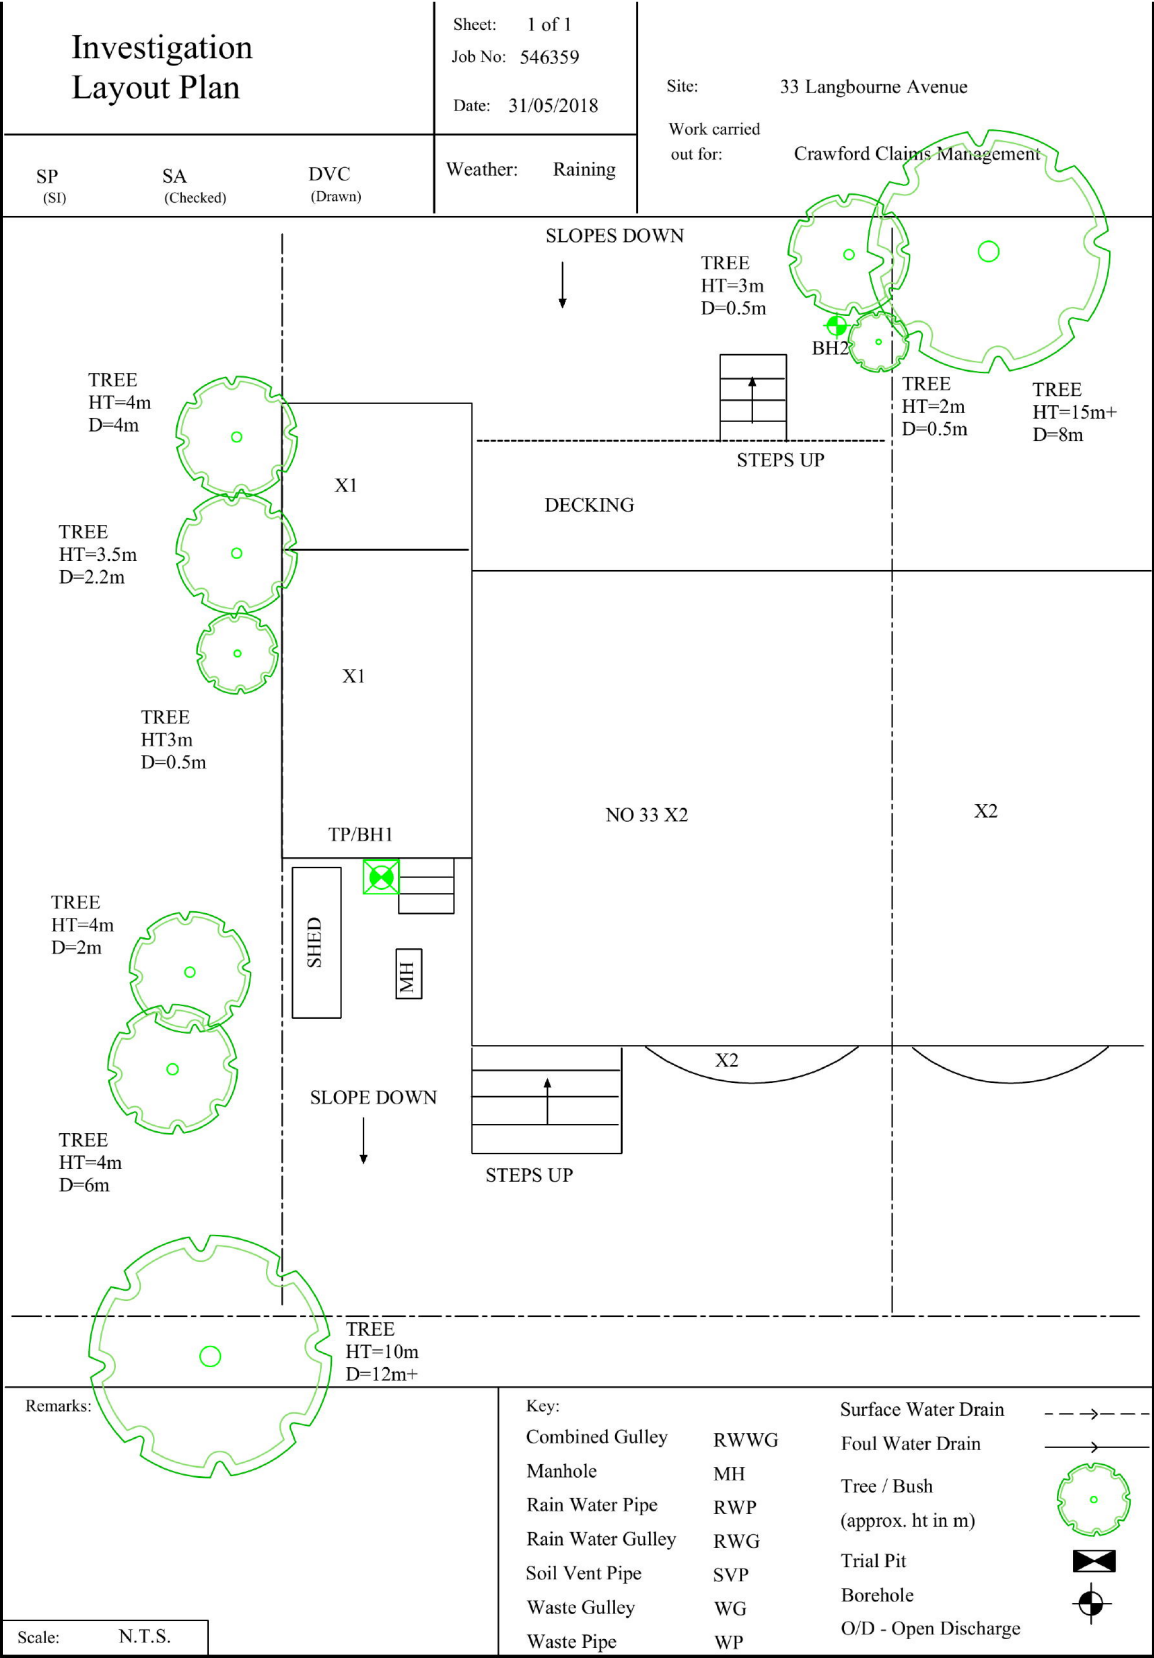 Investigation
Layout Plan
Sheet: 1 of 1
Job No: 546359
Date: 31/05/2018
Site: 33 Langbourne Avenue
Work carried
out for: Crawford Claims Management
SP
(SI)
SA
(Checked)
DVC
(Drawn)
Weather: Raining
SLOPES DOWN
TREE
HT=3m
D=0.5m
BH2
TREE
HT=4m
D=4m
TREE
HT=2m
D=0.5m
TREE
HT=15m+
D=8m
STEPS UP
X1
DECKING
TREE
HT=3.5m
D=2.2m
X1
TREE
HT3m
D=0.5m
NO 33 X2
X2
TP/BH1
TREE
HT=4m
D=2m
SHED
MH
X2
SLOPE DOWN
TREE
HT=4m
D=6m
STEPS UP
TREE
HT=10m
D=12m+
Remarks:
Key:
Combined Gulley RWWG
Manhole MH
Rain Water Pipe RWP
Rain Water Gulley RWG
Soil Vent Pipe SVP
Waste Gulley WG
Waste Pipe WP
Surface Water Drain
Foul Water Drain
Tree / Bush
(approx. ht in m)
Trial Pit
Borehole
O/D - Open Discharge
Scale: N.T.S.